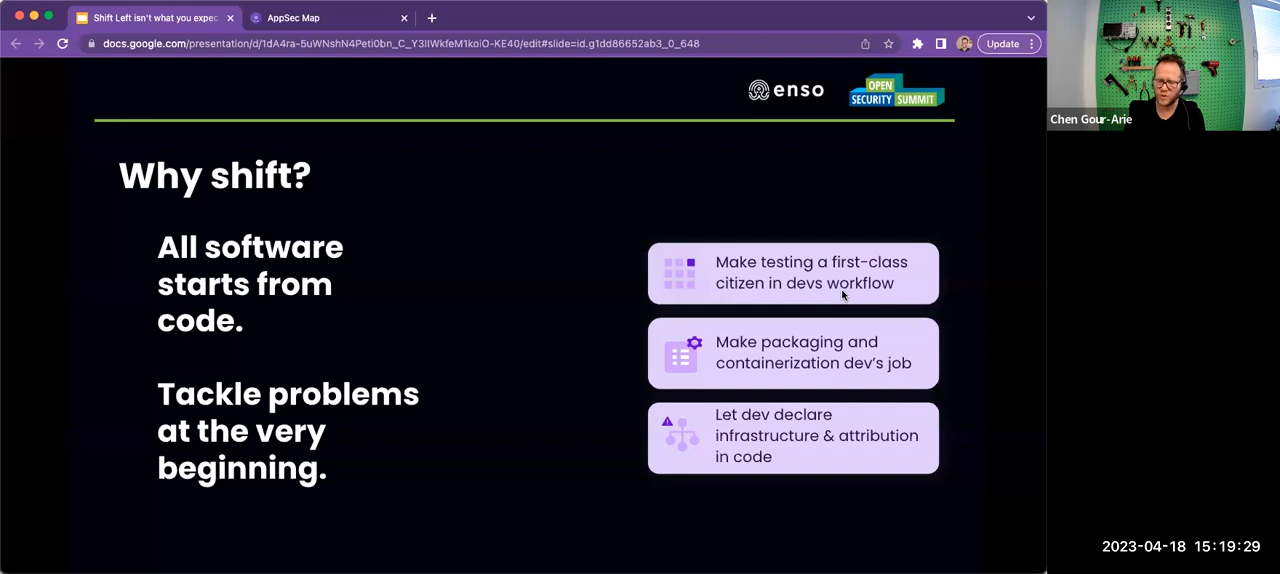 Shift Left isn't what you expec
AppSec Map
docs.google.com/presentation/d/1dA4ra-5uWNshN4Peti0bn_C_Y3IIWkfeM1koiO-KE40/edit#slide=id.g1dd86652ab3_0_648
Update
enso
OPEN
SECURITY SUMMIT
Chen Gour-Arie
Why shift?
All software
starts from
code.
Tackle problems
at the very
beginning.
Make testing a first-class
citizen in devs workflow
Make packaging and
containerization dev's job
Let dev declare
infrastructure & attribution
in code
2023-04-18 15:19:29